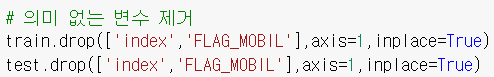 # 의미 없는 변수 제거
train.drop(['index','FLAG_MOBIL'],axis=1,inplace=True)
test.drop(['index','FLAG_MOBIL'],axis=1,inplace=True)